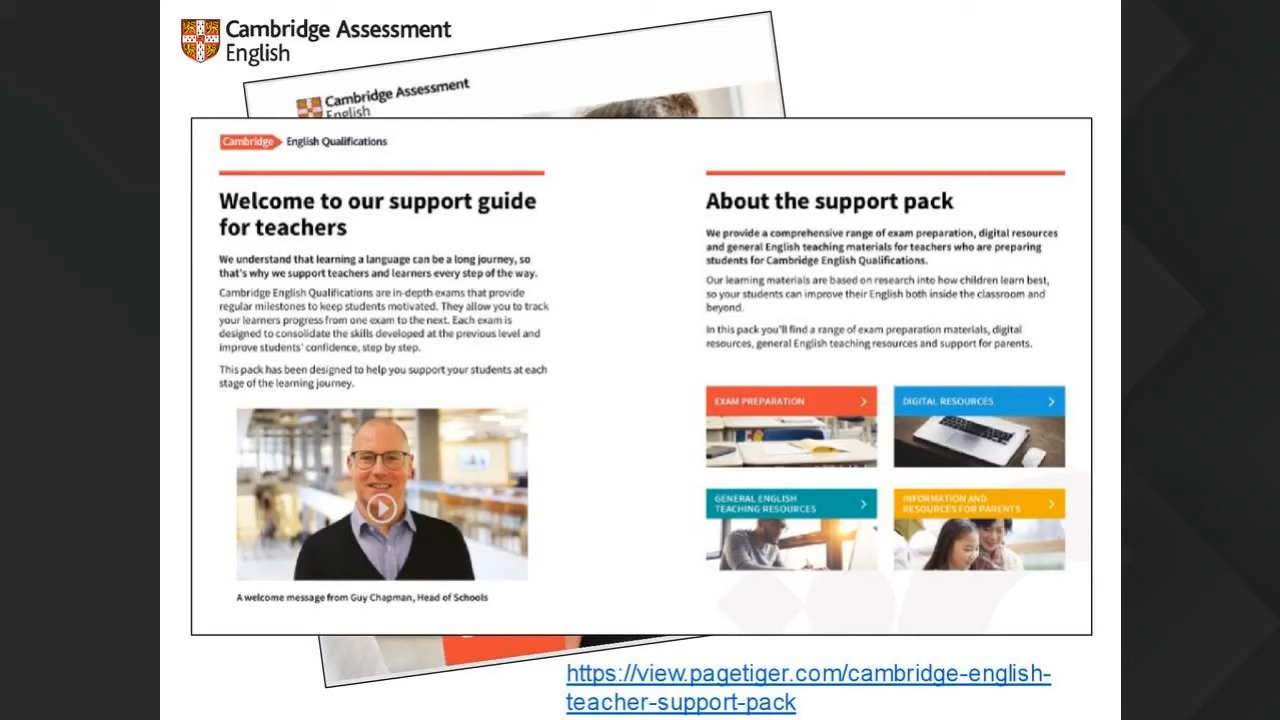 Cambridge Assessment
English
Cambridge Assessment
English
Cambridge English Qualifications
Welcome to our support guide
for teachers
We understand that learning a language can be a long journey, so
that's why we support teachers and learners every step of the way.
Cambridge English Qualifications are in-depth exams that provide
regular milestones to keep students motivated. They allow you to track
your learners progress from one exam to the next. Each exam is
designed to consolidate the skills developed at the previous level and
improve students' confidence, step by step.
This pack has been designed to help you support your students at each
stage of the learning journey.
A welcome message from Guy Chapman, Head of Schools
About the support pack
We provide a comprehensive range of exam preparation, digital resources
and general English teaching materials for teachers who are preparing
students for Cambridge English Qualifications.
Our learning materials are based on research into how children learn best,
so your students can improve their English both inside the classroom and
beyond.
In this pack you'll find a range of exam preparation materials, digital
resources, general English teaching resources and support for parents.
EXAM PREPARATION
DIGITAL RESOURCES
GENERAL ENGLISH
TEACHING RESOURCES
INFORMATION AND
RESOURCES FOR PARENTS
https://view.pagetiger.com/cambridge-english-
teacher-support-pack